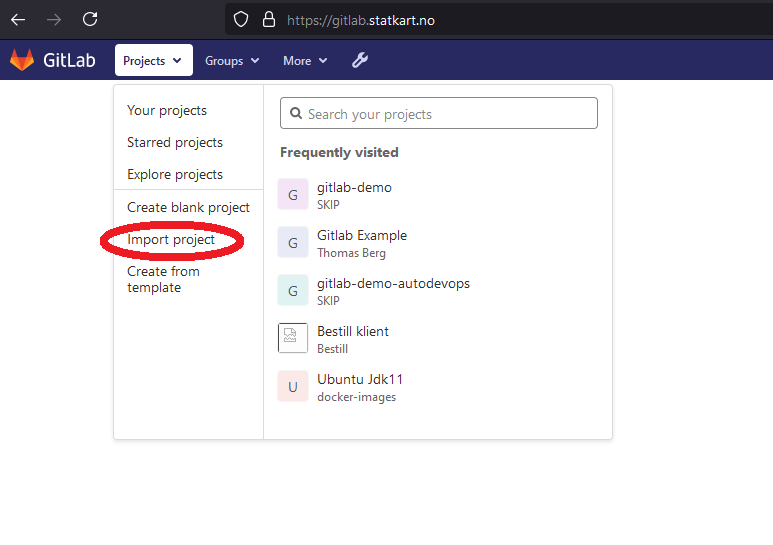 https://gitlab.statkart.no
GitLab Projects Groups More
Your projects
Starred projects
Explore projects
Create blank project
Import project
Create from
template
Search your projects
Frequently visited
G gitlab-demo
SKIP
G Gitlab Example
Thomas Berg
G gitlab-demo-autodevops
SKIP
Bestill klient
Bestill
U Ubuntu Jdk11
docker-images